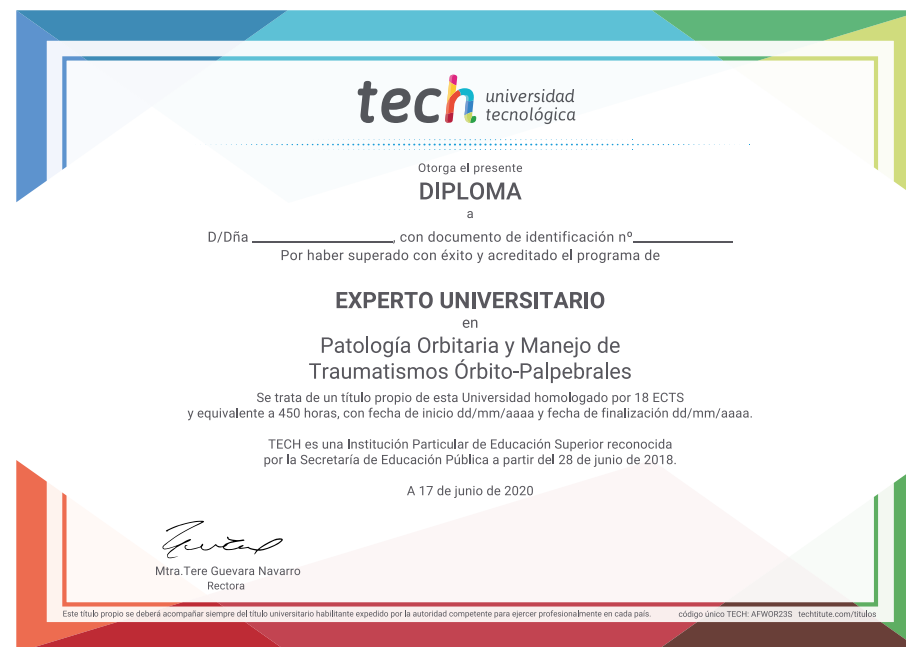 tech universidad
tecnológica
Otorga el presente
DIPLOMA
a
D/Dña ____________________, con documento de identificación nº______________
Por haber superado con éxito y acreditado el programa de
EXPERTO UNIVERSITARIO
en
Patología Orbitaria y Manejo de
Traumatismos Órbito-Palpebrales
Se trata de un título propio de esta Universidad homologado por 18 ECTS
y equivalente a 450 horas, con fecha de inicio dd/mm/aaaa y fecha de finalización dd/mm/aaaa.
TECH es una Institución Particular de Educación Superior reconocida
por la Secretaría de Educación Pública a partir del 28 de junio de 2018.
A 17 de junio de 2020
Mtra.Tere Guevara Navarro
Rectora
Este título propio se deberá acompañar siempre del título universitario habilitante expedido por la autoridad competente para ejercer profesionalmente en cada país. código único TECH: AFWOR23S techtitute.com/titulos